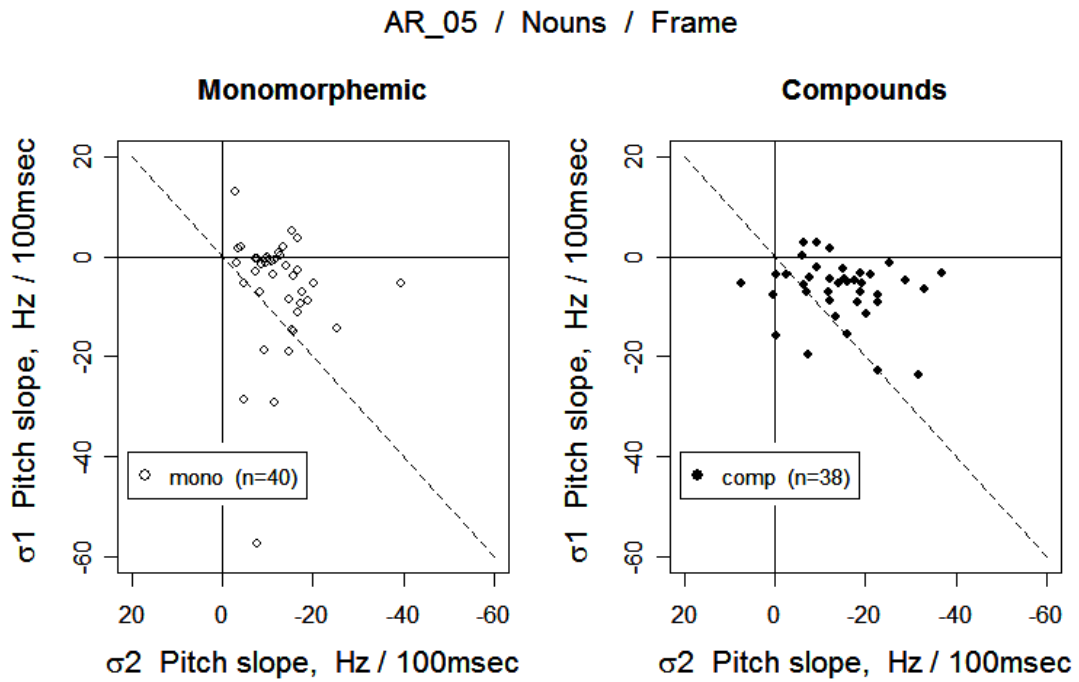 AR_05 / Nouns / Frame
Monomorphemic
σ1 Pitch slope, Hz / 100msec
20
0
-20
-40
-60
mono (n=40)
20
0
-20
-40
-60
σ2 Pitch slope, Hz / 100msec
Compounds
σ1 Pitch slope, Hz / 100msec
20
0
-20
-40
-60
comp (n=38)
20
0
-20
-40
-60
σ2 Pitch slope, Hz / 100msec